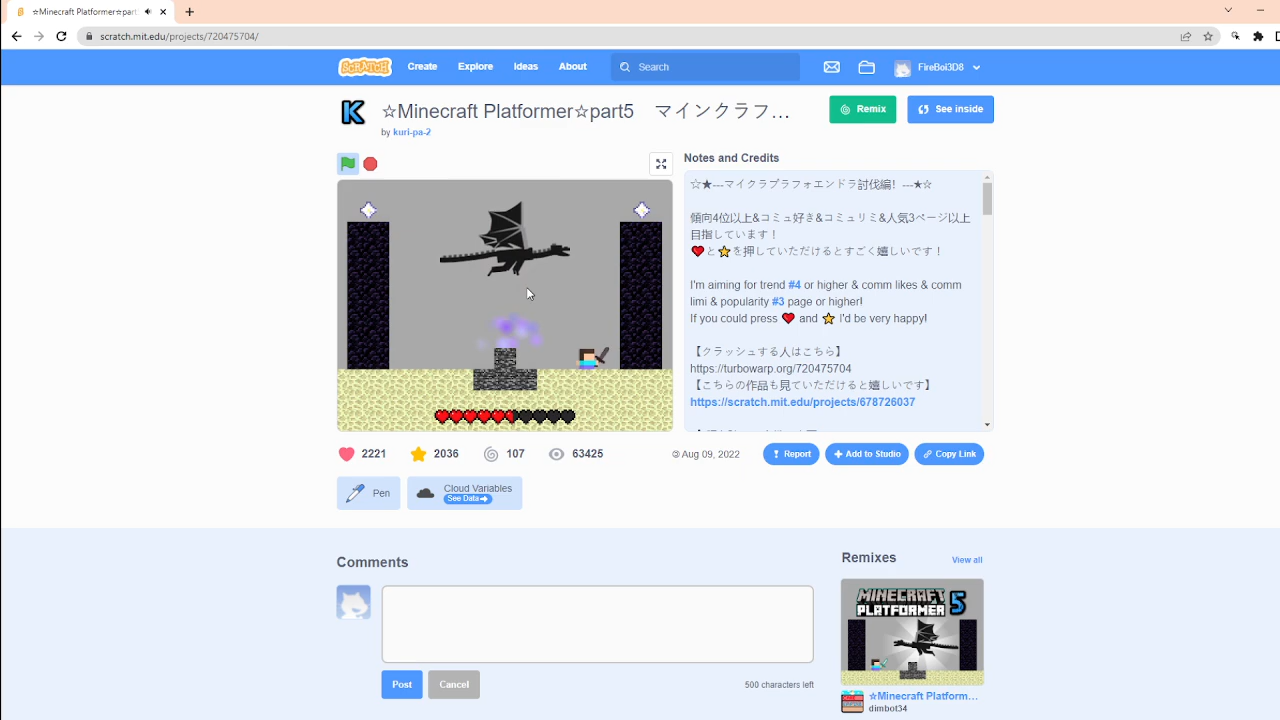 ☆Minecraft Platformer☆part
scratch.mit.edu/projects/720475704/
SCRATCH
Create
Explore
Ideas
About
Search
FireBoi3D8
K
☆Minecraft Platformer☆part5 マインクラフ...
by kuri-pa-2
Remix
See inside
Notes and Credits
☆★---マイクラプラフォエンドラ討伐編！---★☆
傾向4位以上&コミュ好き&コミュリミ&人気3ページ以上
目指しています！
❤と⭐を押していただけるとすごく嬉しいです！
I'm aiming for trend #4 or higher & comm likes & comm
limi & popularity #3 page or higher!
If you could press ❤ and ⭐ I'd be very happy!
【クラッシュする人はこちら】
https://turbowarp.org/720475704
【こちらの作品も見ていただけると嬉しいです】
https://scratch.mit.edu/projects/678726037
2221
2036
107
63425
© Aug 09, 2022
Report
Add to Studio
Copy Link
Pen
Cloud Variables
See Data
Comments
Post
Cancel
500 characters left
Remixes
View all
MINECRAFT
PLATFORMER 5
☆Minecraft Platform...
dimbot34